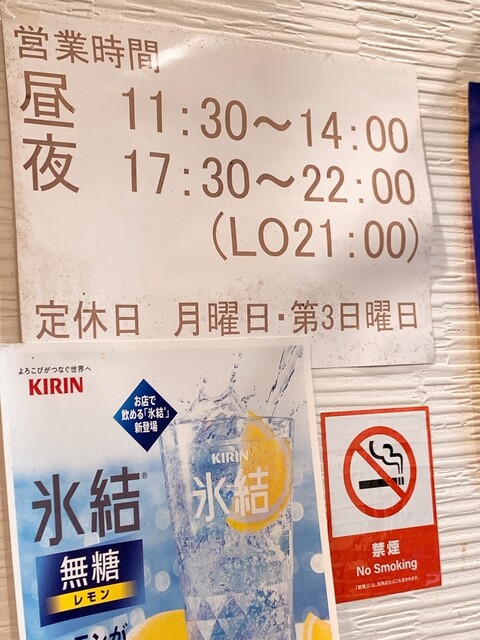 営業時間
昼 11:30～14:00
夜 17:30～22:00
(LO21:00)
定休日 月曜日・第3日曜日
よろこびがつなぐ世界へ
KIRIN
お店で
飲める「氷結®」
新登場
KIRIN
氷結
氷結®
無糖
レモン
禁煙
No Smoking